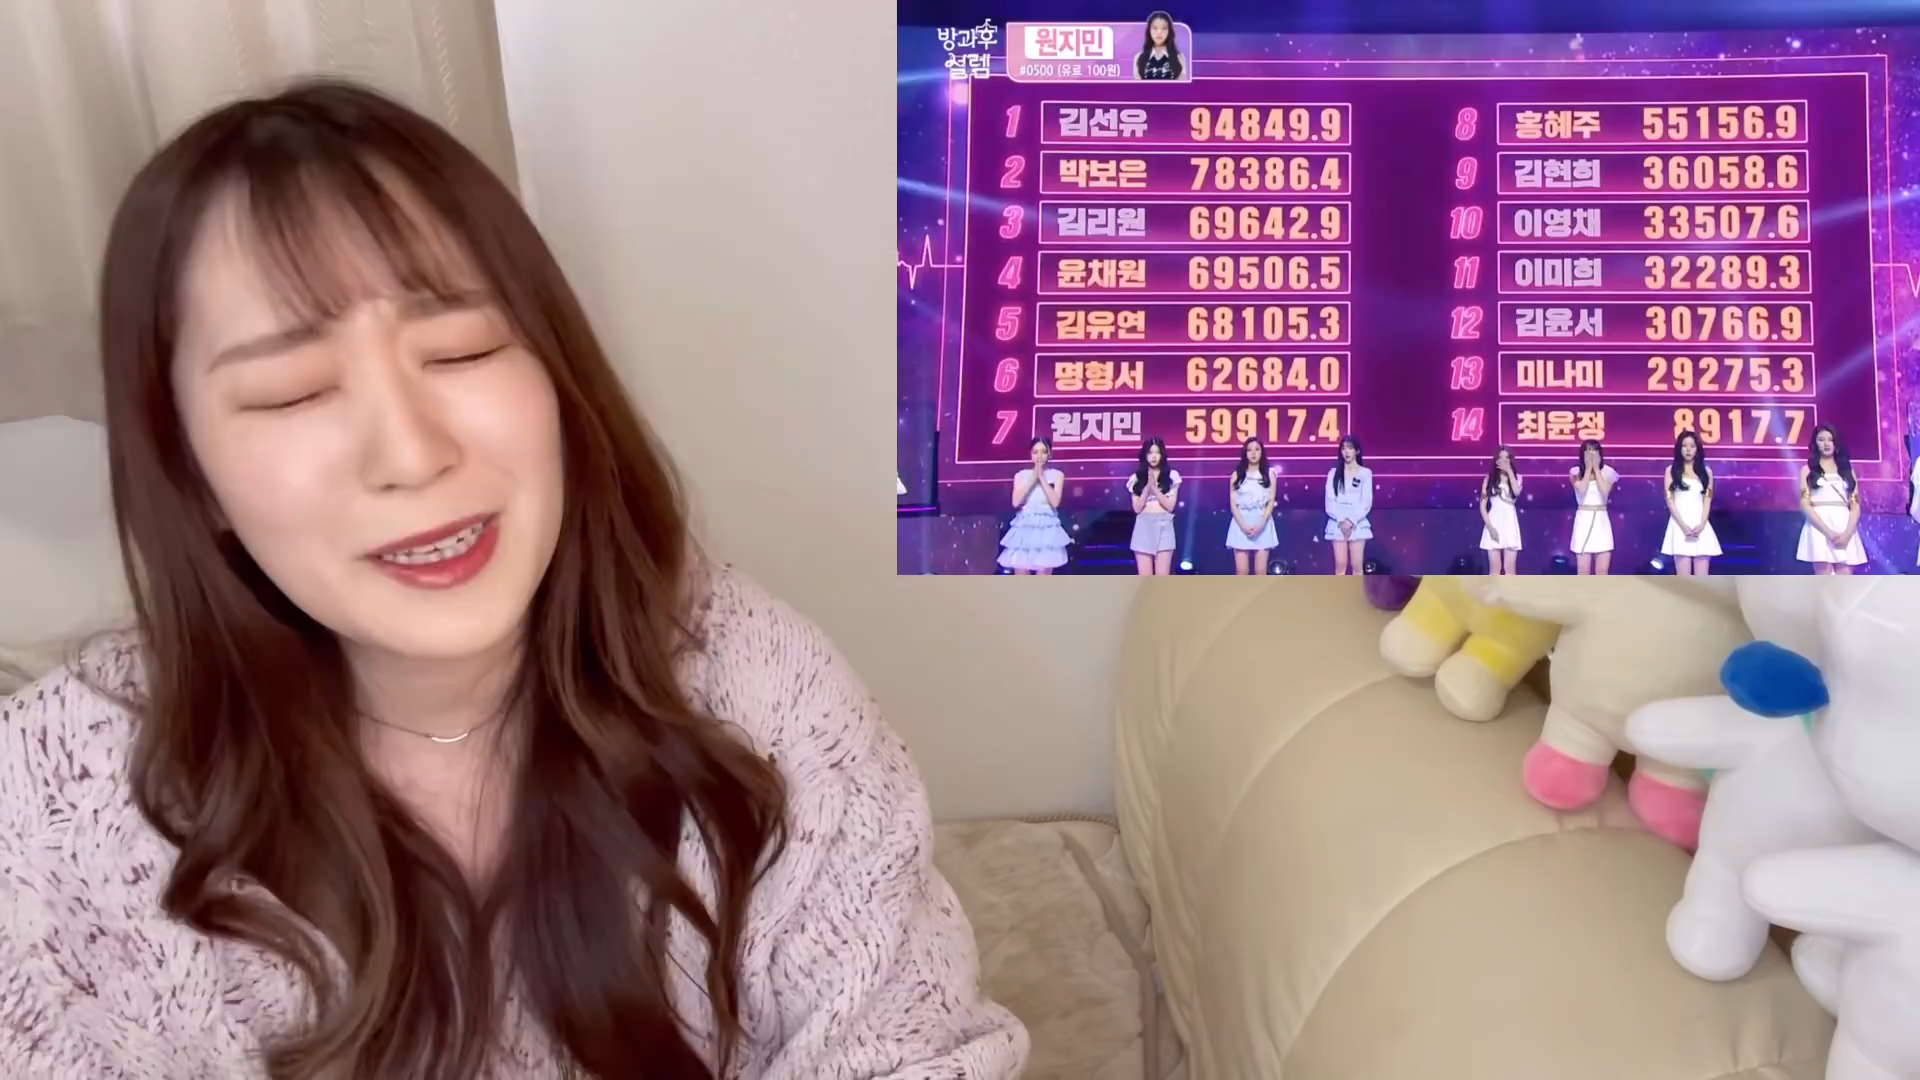 방과후
설렘
원지민
#0500 (유료 100원)
1 김선유 94849.9
2 박보은 78386.4
3 김리원 69642.9
4 윤채원 69506.5
5 김유연 68105.3
6 명형서 62684.0
7 원지민 59917.4
8 홍혜주 55156.9
9 김현희 36058.6
10 이영채 33507.6
11 이미희 32289.3
12 김윤서 30766.9
13 미나미 29275.3
14 최윤정 8917.7